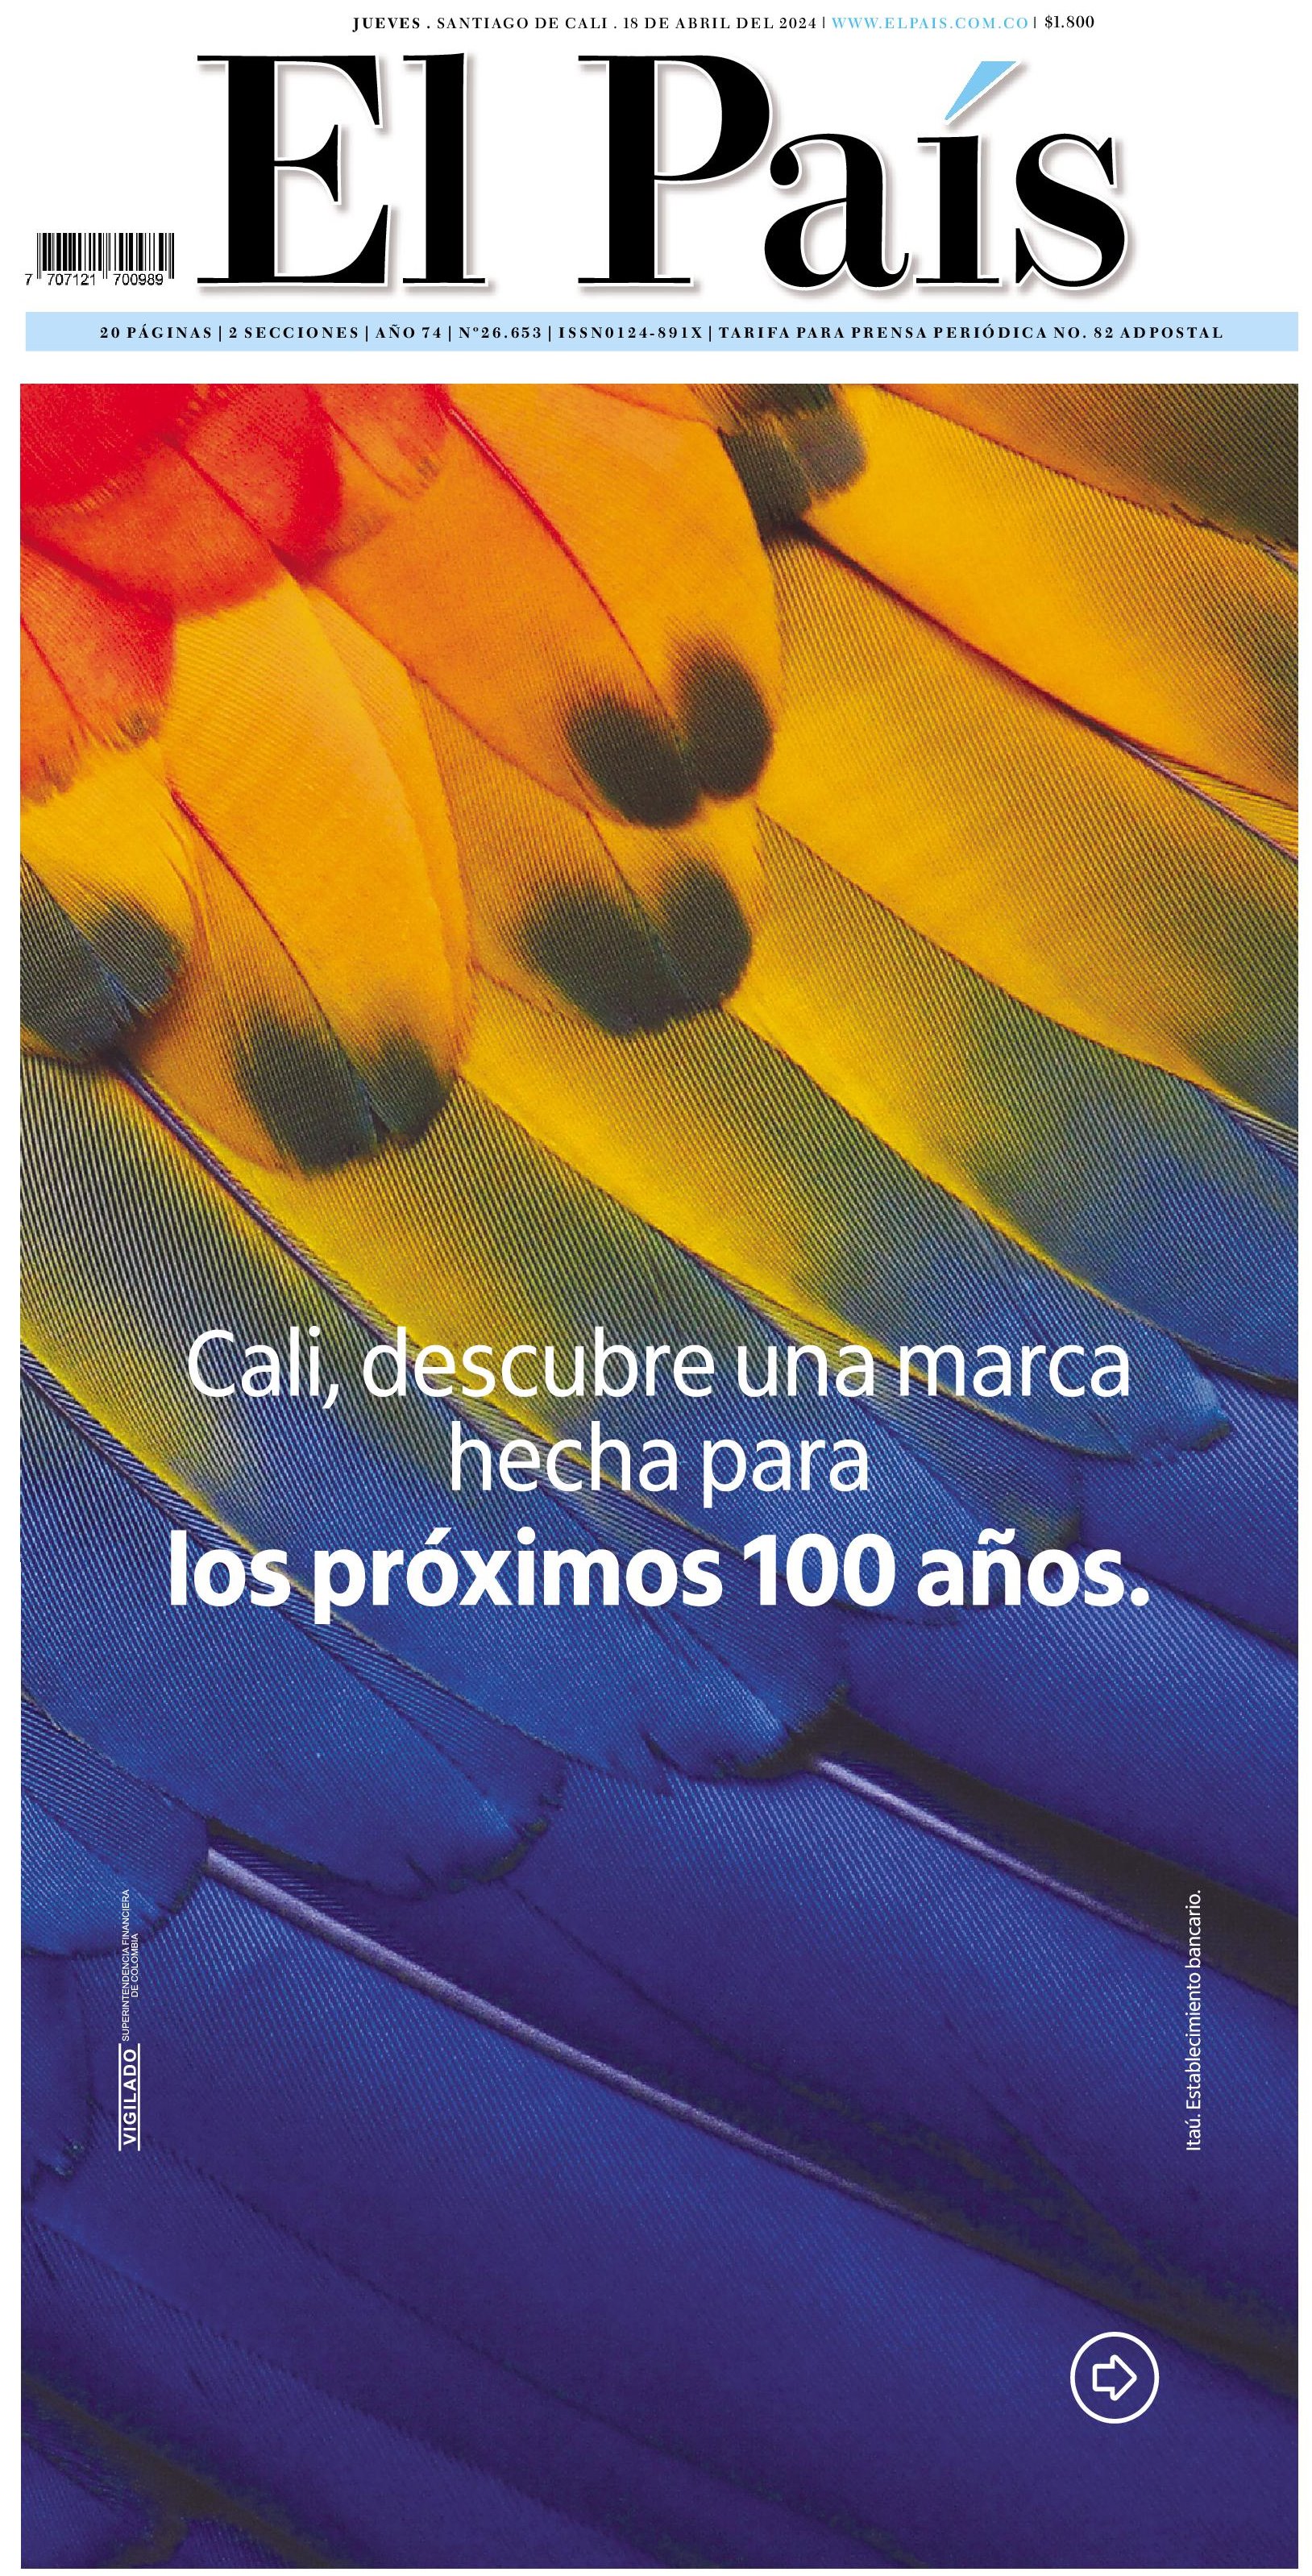 JUEVES . SANTIAGO DE CALI . 18 DE ABRIL DEL 2024 | WWW.ELPAIS.COM.CO | $1.800
El País
7 707121 700989
20 PÁGINAS | 2 SECCIONES | AÑO 74 | Nº26.653 | ISSN0124-891X | TARIFA PARA PRENSA PERIÓDICA NO. 82 ADPOSTAL
Cali, descubre una marca
hecha para
los próximos 100 años.
VIGILADO SUPERINTENDENCIA FINANCIERA
DE COLOMBIA
Itaú. Establecimiento bancario.